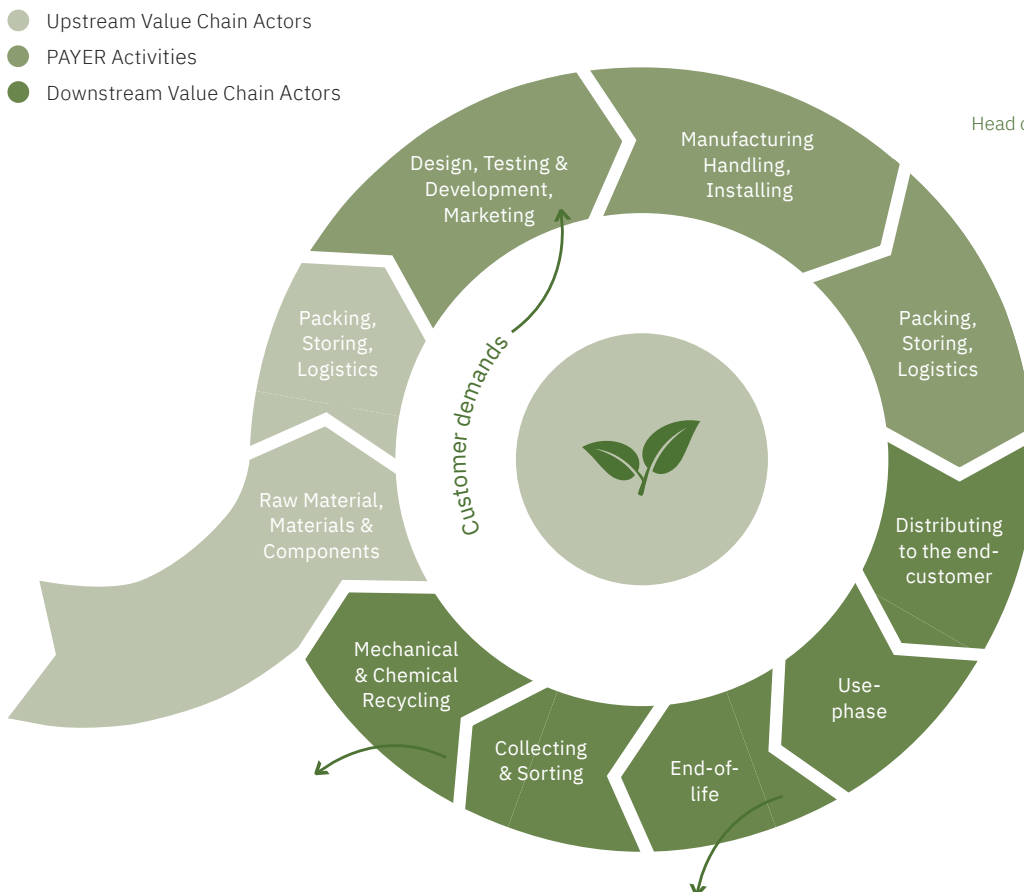 Upstream Value Chain Actors
PAYER Activities
Downstream Value Chain Actors
Head
Design, Testing &
Development,
Marketing
Manufacturing
Handling,
Installing
Packing,
Storing,
Logistics
Packing,
Storing,
Logistics
Customer demands
Raw Material,
Materials &
Components
Distributing
to the end-
customer
Mechanical
& Chemical
Recycling
Use-
phase
Collecting
& Sorting
End-of-
life